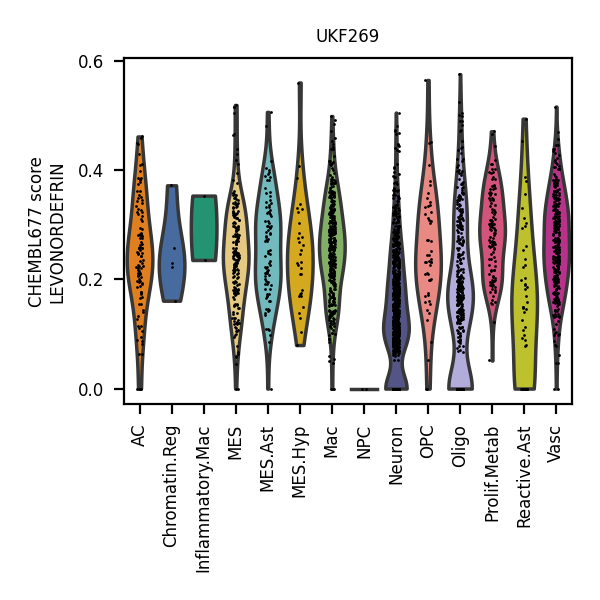 UKF269
CHEMBL677 score
LEVONORDEFRIN
0.6
0.4
0.2
0.0
AC
Chromatin.Reg
Inflammatory.Mac
MES
MES.Ast
MES.Hyp
Mac
NPC
Neuron
OPC
Oligo
Prolif.Metab
Reactive.Ast
Vasc